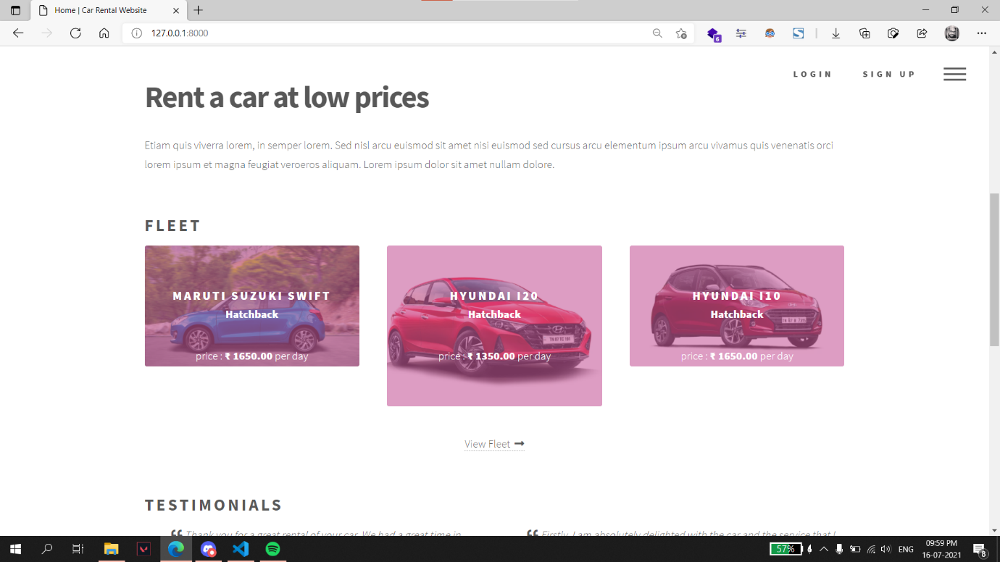 Home | Car Rental Website
127.0.0.1:8000
6
LOGIN SIGN UP
Rent a car at low prices
Etiam quis viverra lorem, in semper lorem. Sed nisl arcu euismod sit amet nisi euismod sed cursus arcu elementum ipsum arcu vivamus quis venenatis orci
lorem ipsum et magna feugiat veroeros aliquam. Lorem ipsum dolor sit amet nullam dolore.
FLEET
MARUTI SUZUKI SWIFT
Hatchback
price : ₹ 1650.00 per day
HYUNDAI I20
Hatchback
price : ₹ 1350.00 per day
HYUNDAI I10
Hatchback
price : ₹ 1650.00 per day
View Fleet
TESTIMONIALS
Thank you for a great rental of your car. We had a great time in
Firstly, I am absolutely delighted with the car and the service that I
57%
ENG
09:59 PM
16-07-2021
8